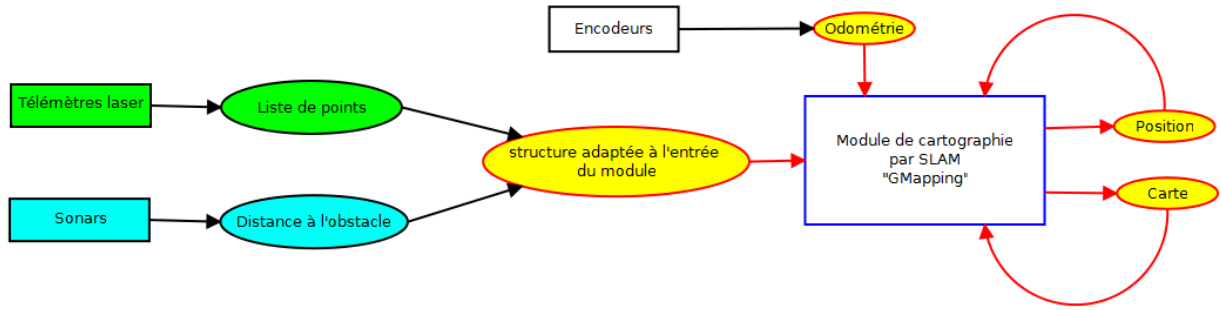 Encodeurs
Odométrie
Télémètres laser
Liste de points
structure adaptée à l'entrée
du module
Module de cartographie
par SLAM
"GMapping"
Position
Sonars
Distance à l'obstacle
Carte